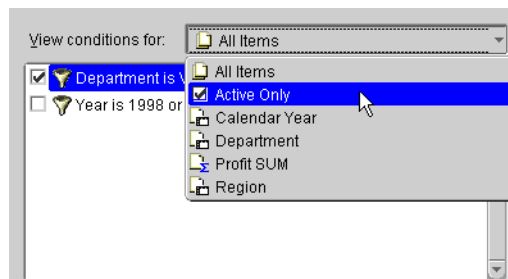 View conditions for:
All Items
Department is
All Items
Active Only
Year is 1998 or
Calendar Year
Department
Profit SUM
Region